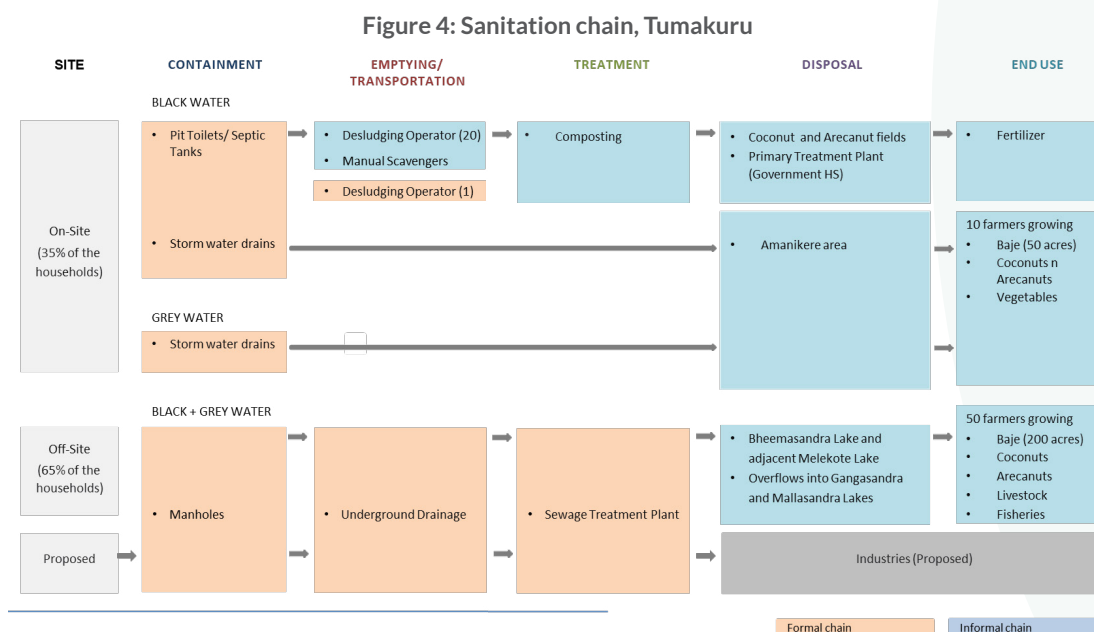 Figure 4: Sanitation chain, Tumakuru
SITE
CONTAINMENT
EMPTYING/
TRANSPORTATION
TREATMENT
DISPOSAL
END USE
BLACK WATER
On-Site
(35% of the
households)
• Pit Toilets/ Septic
Tanks
• Storm water drains
• Desludging Operator (20)
• Manual Scavengers
• Desludging Operator (1)
• Composting
• Coconut and Arecanut fields
• Primary Treatment Plant
(Government HS)
• Fertilizer
• Amanikere area
10 farmers growing
• Baje (50 acres)
• Coconuts n
Arecanuts
• Vegetables
GREY WATER
• Storm water drains
BLACK + GREY WATER
Off-Site
(65% of the
households)
Proposed
• Manholes
• Underground Drainage
• Sewage Treatment Plant
• Bheemasandra Lake and
adjacent Melekote Lake
• Overflows into Gangasandra
and Mallasandra Lakes
50 farmers growing
• Baje (200 acres)
• Coconuts
• Arecanuts
• Livestock
• Fisheries
Industries (Proposed)
Formal chain
Informal chain